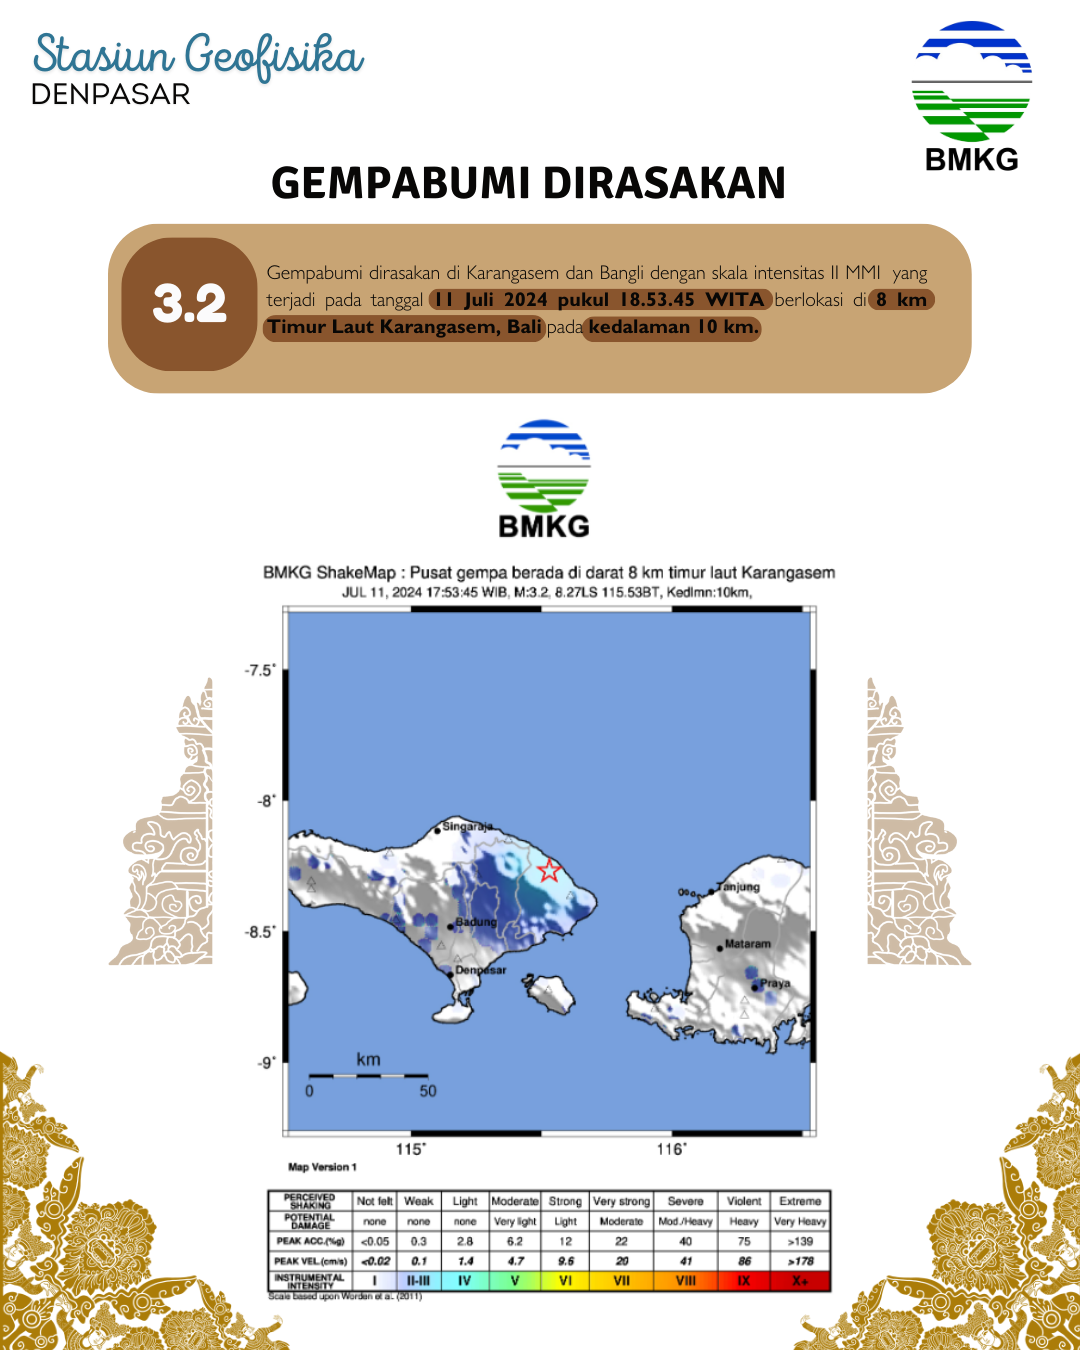 Stasiun Geofisika
DENPASAR
BMKG
GEMPABUMI DIRASAKAN
3.2
Gempabumi dirasakan di Karangasem dan Bangli dengan skala intensitas II MMI yang
terjadi pada tanggal 11 Juli 2024 pukul 18.53.45 WITA berlokasi di 8 km
Timur Laut Karangasem, Bali pada kedalaman 10 km.
BMKG
BMKG ShakeMap : Pusat gempa berada di darat 8 km timur laut Karangasem
JUL 11, 2024 17:53:45 WIB, M:3.2, 8.27LS 115.53BT, Kedlmn:10km,
-7.5°
-8°
Singaraja
Tanjung
Badung
-8.5°
Mataram
Denpasar
Praya
km
-9°
0 50
115° 116°
Map Version 1
PERCEIVED SHAKING Not felt Weak Light Moderate Strong Very strong Severe Violent Extreme
POTENTIAL DAMAGE none none none Very light Light Moderate Mod./Heavy Heavy Very Heavy
PEAK ACC.(%g) <0.05 0.3 2.8 6.2 12 22 40 75 >139
PEAK VEL.(cm/s) <0.02 0.1 1.4 4.7 9.6 20 41 86 >178
INSTRUMENTAL INTENSITY I II-III IV V VI VII VIII IX X+
Scale based upon Worden et al. (2011)